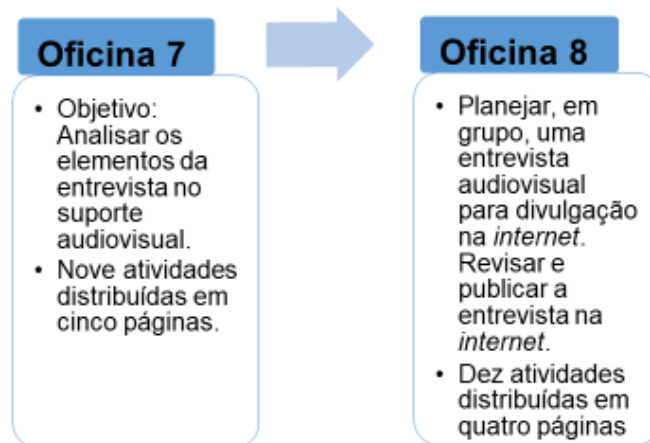 Oficina 7
• Objetivo:
Analisar os
elementos da
entrevista no
suporte
audiovisual.
• Nove atividades
distribuídas em
cinco páginas.
Oficina 8
• Planejar, em
grupo, uma
entrevista
audiovisual
para divulgação
na internet.
Revisar e
publicar a
entrevista na
internet.
• Dez atividades
distribuídas em
quatro páginas